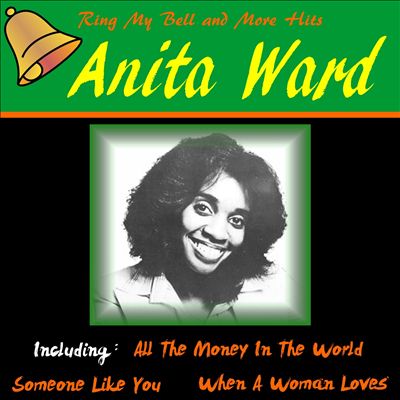 Ring My Bell and More Hits
Anita Ward
Including: All The Money In The World
Someone Like You When A Woman Loves